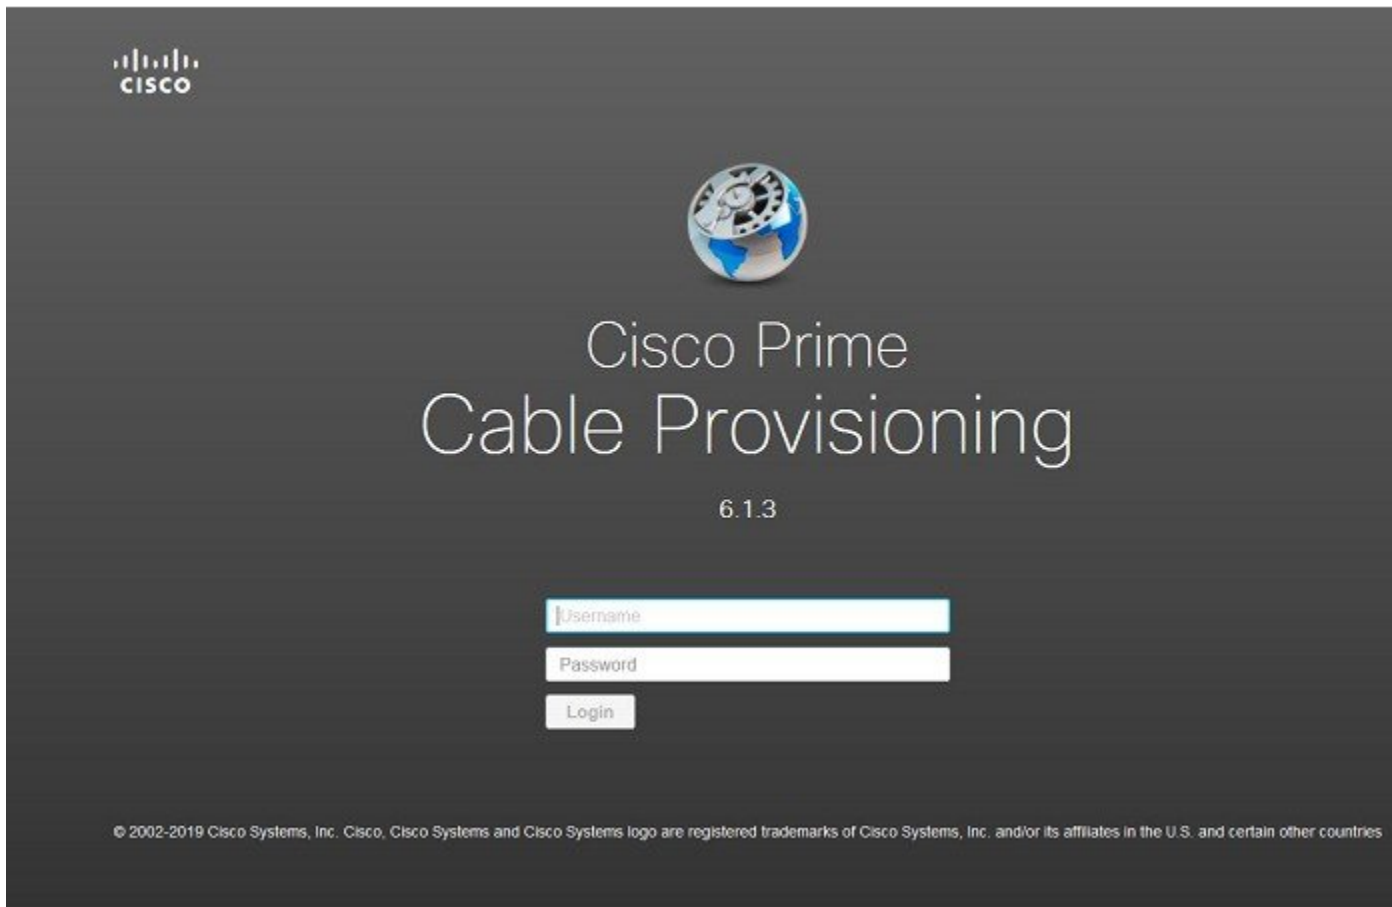 CISCO
Cisco Prime
Cable Provisioning
6.1.3
Username
Password
Login
© 2002-2019 Cisco Systems, Inc. Cisco, Cisco Systems and Cisco Systems logo are registered trademarks of Cisco Systems, Inc. and/or its affiliates in the U.S. and certain other countries